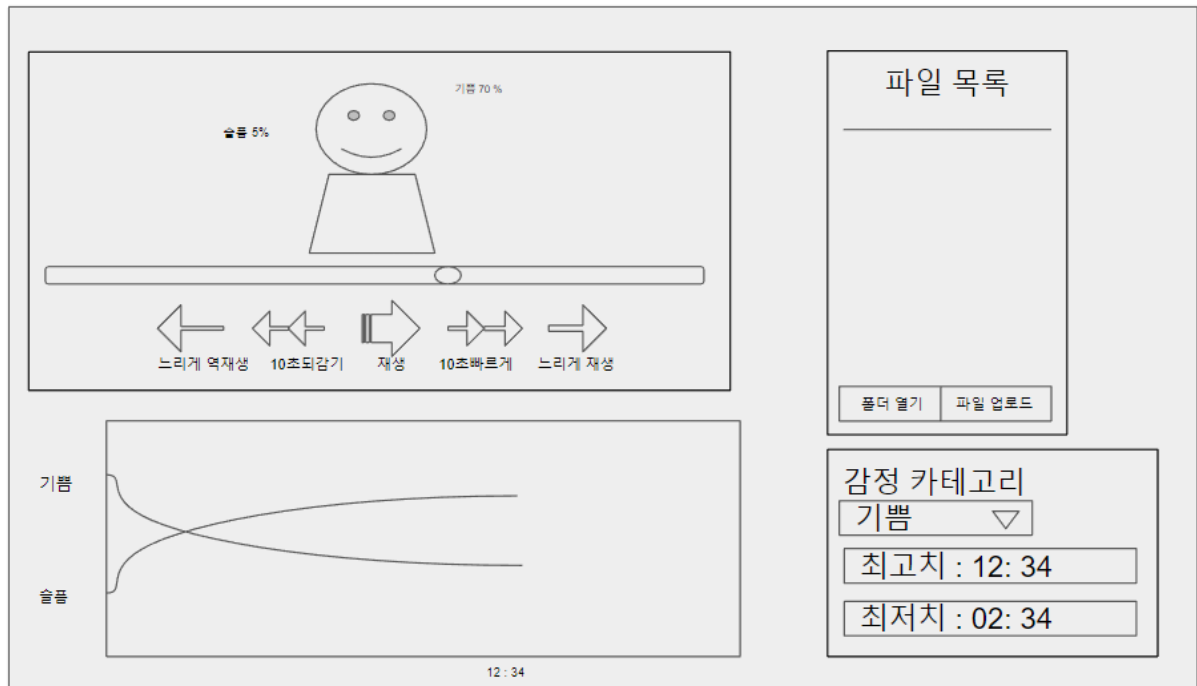 기쁨 70 %
슬픔 5%
느리게 역재생
10초되감기
재생
10초빠르게
느리게 재생
기쁨
슬픔
12 : 34
파일 목록
폴더 열기
파일 업로드
감정 카테고리
기쁨
최고치 : 12: 34
최저치 : 02: 34